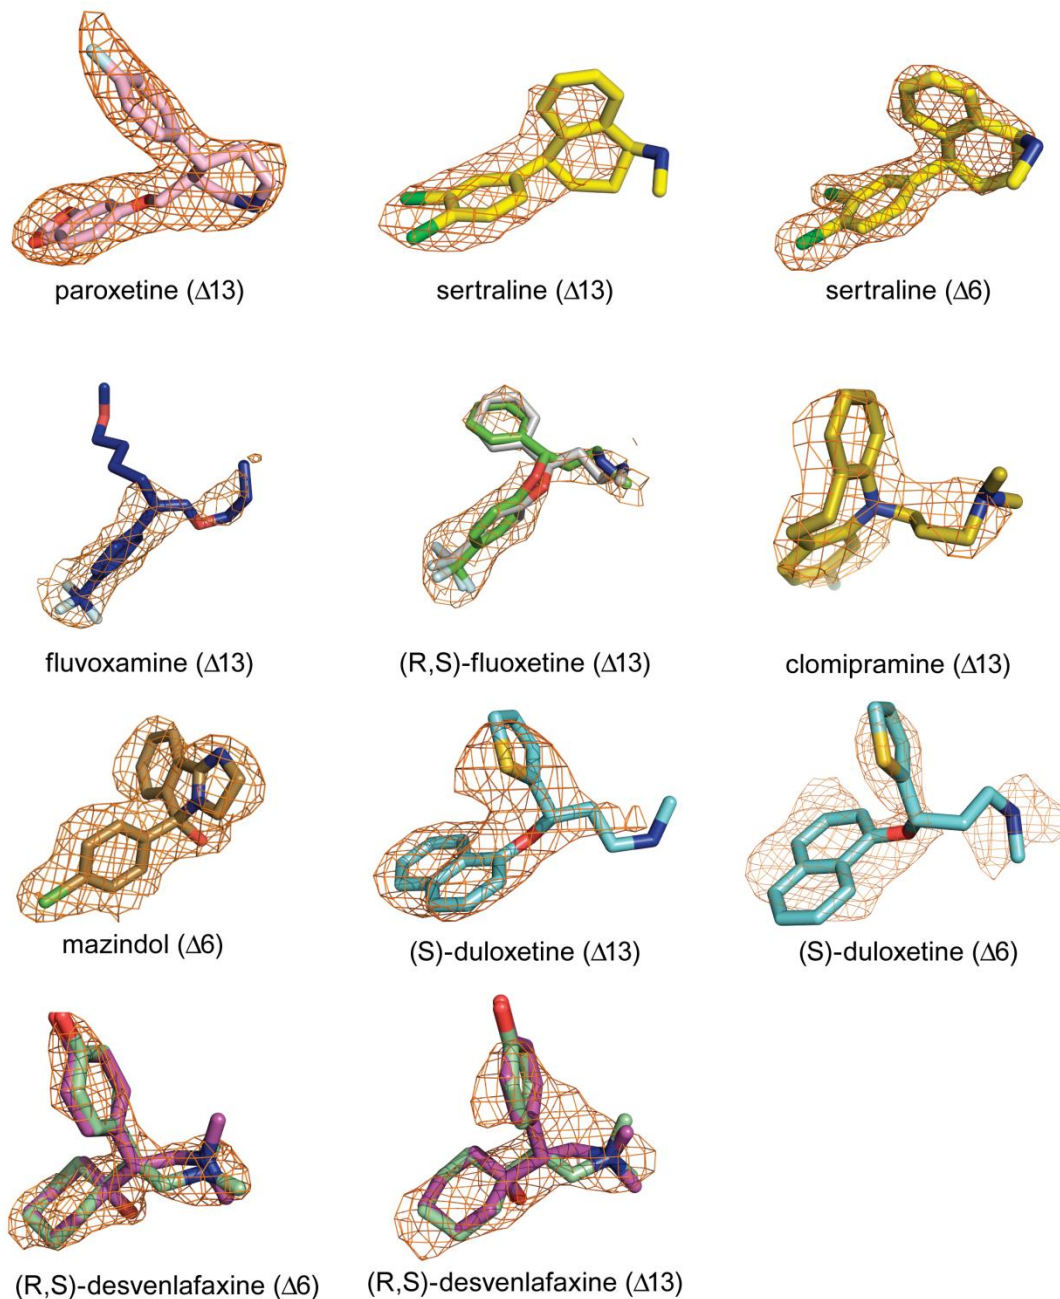 paroxetine (Δ13)
sertraline (Δ13)
sertraline (Δ6)
fluvoxamine (Δ13)
(R,S)-fluoxetine (Δ13)
clomipramine (Δ13)
mazindol (Δ6)
(S)-duloxetine (Δ13)
(S)-duloxetine (Δ6)
(R,S)-desvenlafaxine (Δ6)
(R,S)-desvenlafaxine (Δ13)